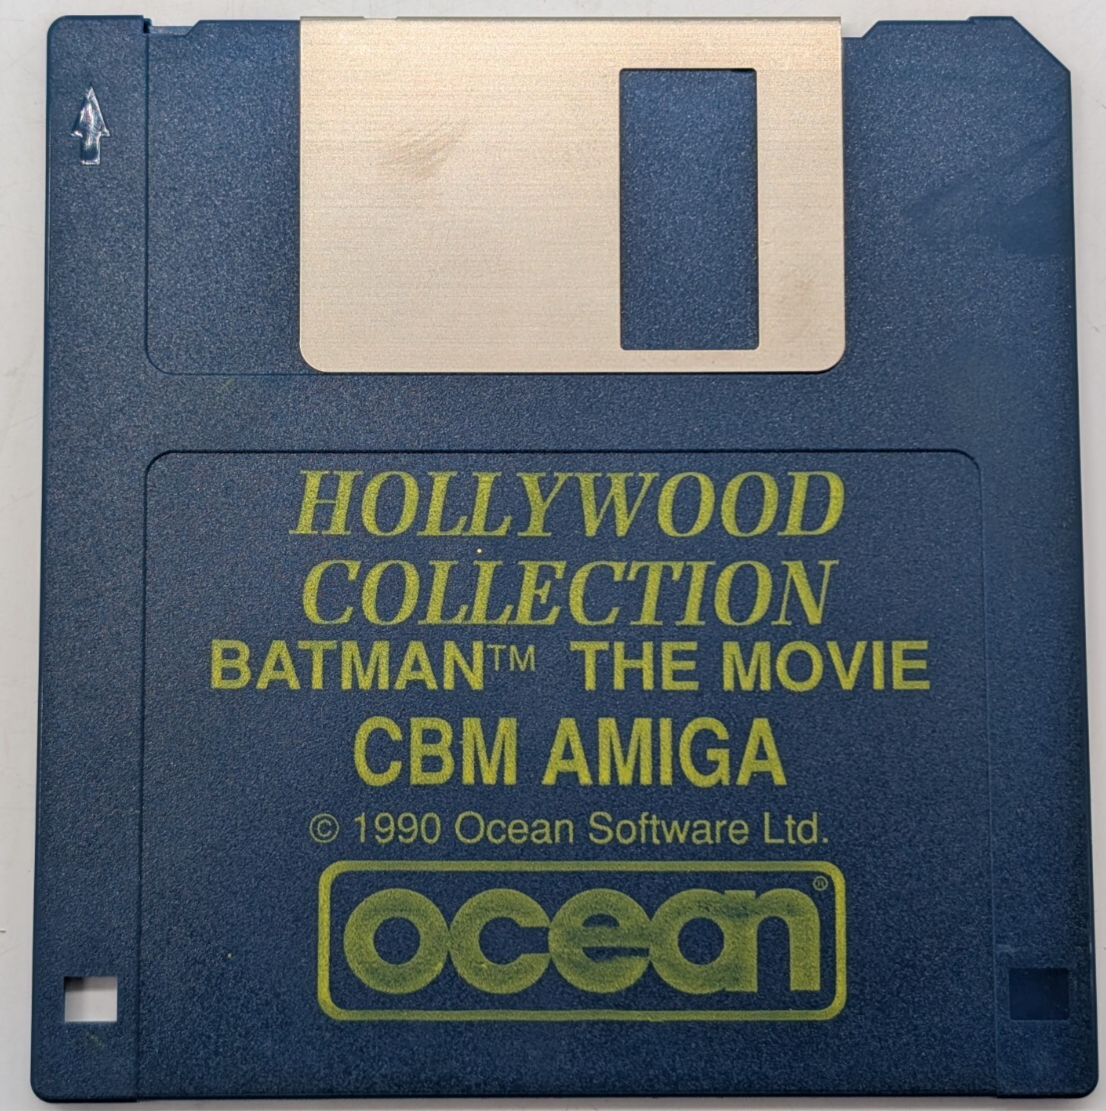 HOLLYWOOD
COLLECTION
BATMAN™ THE MOVIE
CBM AMIGA
© 1990 Ocean Software Ltd.
ocean®